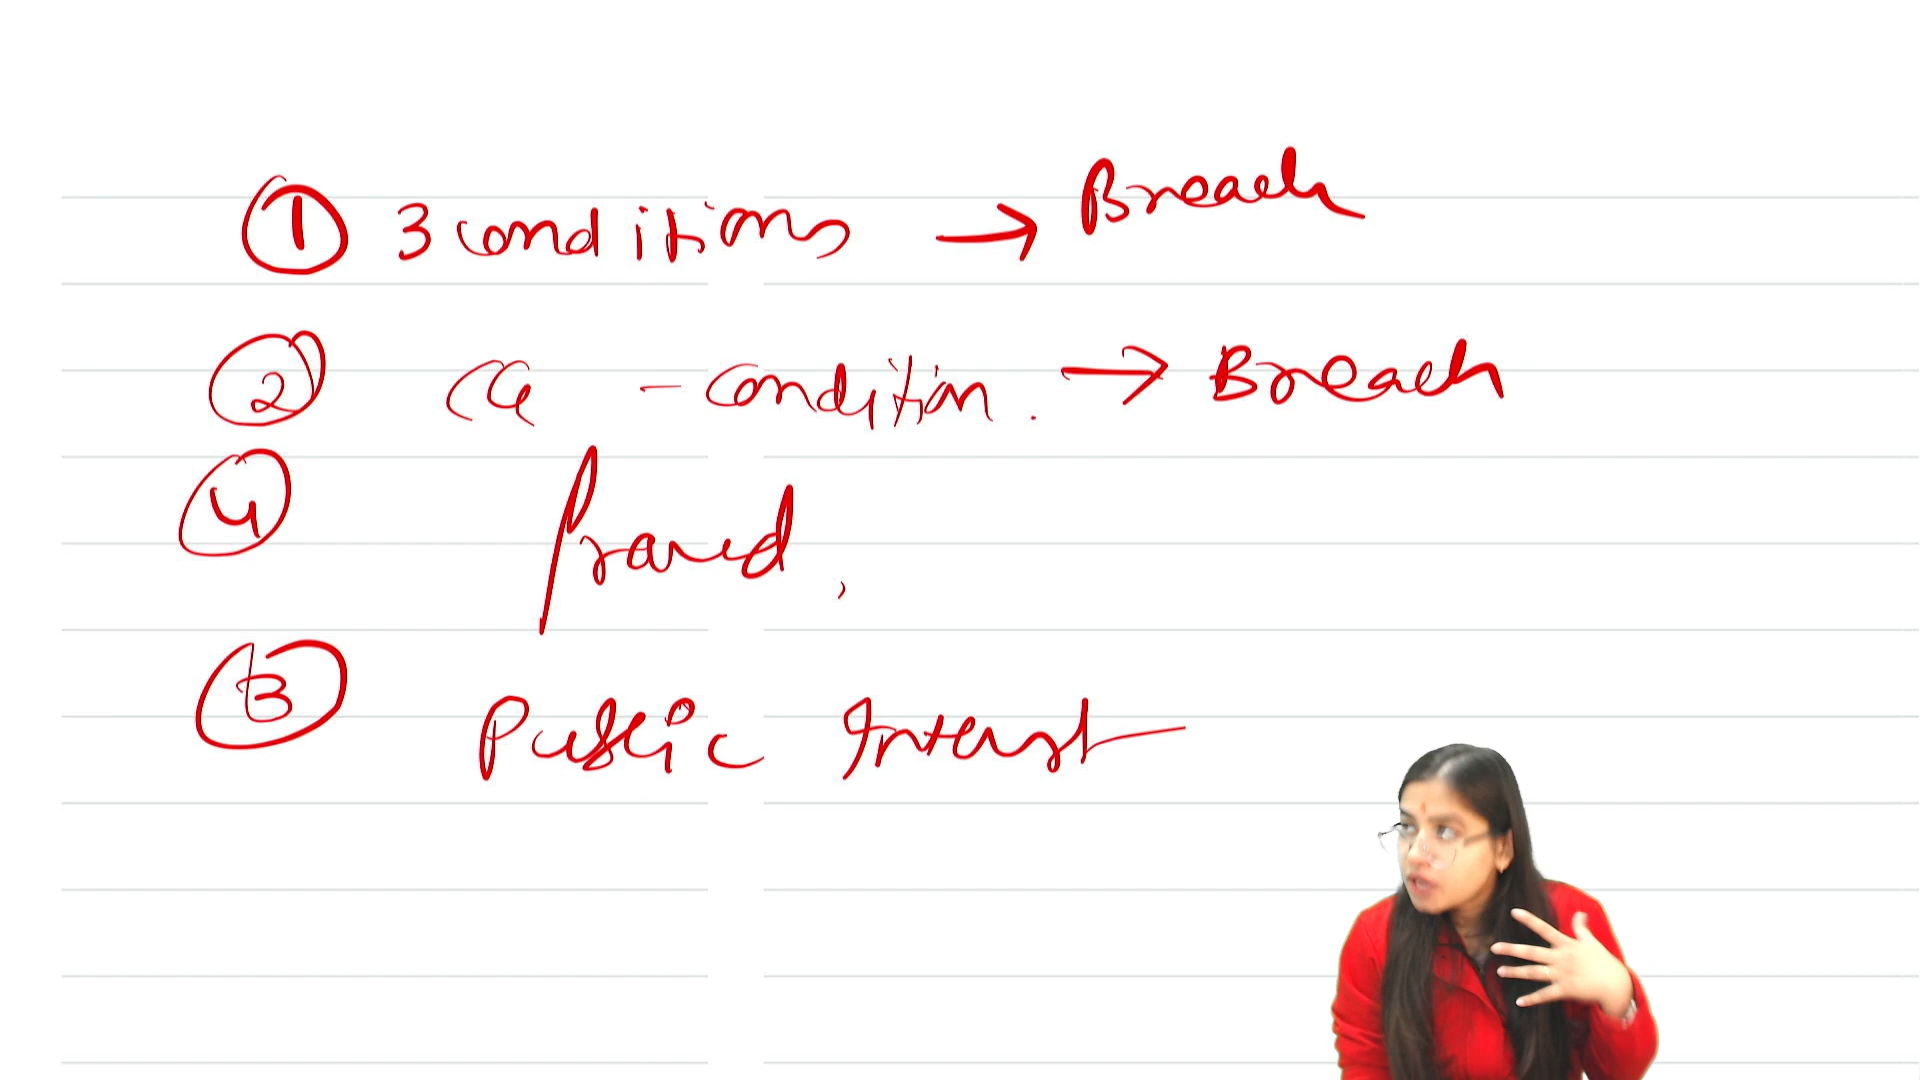 ① 3 conditions → Breach
② CG - condition. → Breach
④ fraud,
③ Public Interest